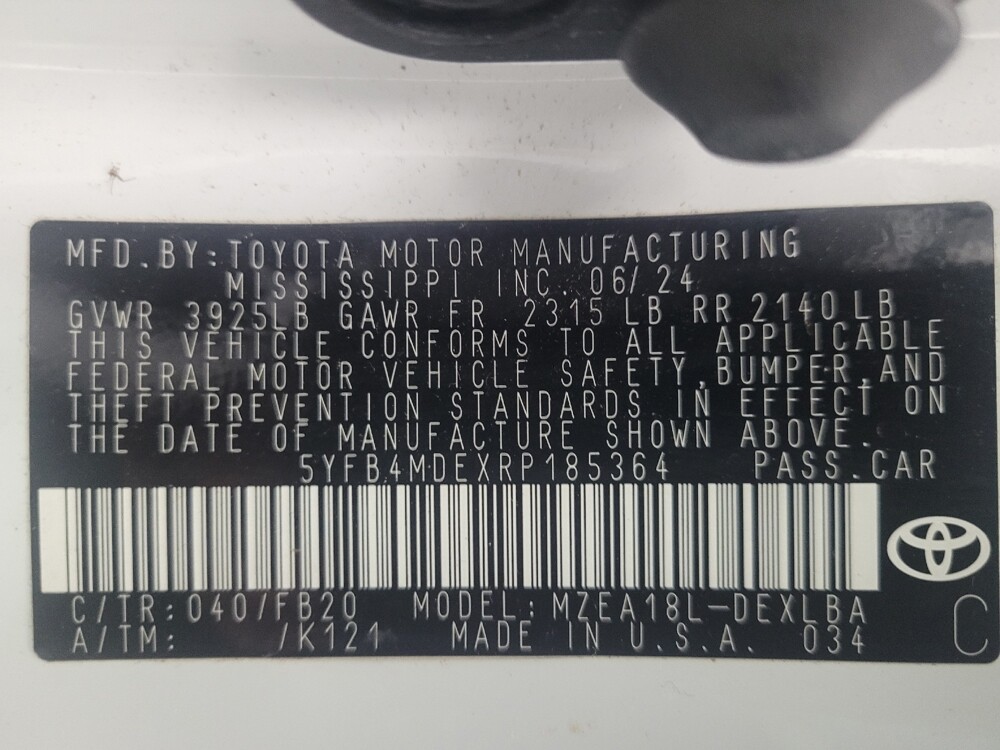 MFD.BY:TOYOTA MOTOR MANUFACTURING
MISSISSIPPI INC 06/24
GVWR 3925LB GAWR FR 2315 LB RR 2140 LB
THIS VEHICLE CONFORMS TO ALL APPLICABLE
FEDERAL MOTOR VEHICLE SAFETY,BUMPER,AND
THEFT PREVENTION STANDARDS IN EFFECT ON
THE DATE OF MANUFACTURE SHOWN ABOVE.
5YFB4MDEXRP185364 PASS.CAR
C/TR:040/FB20 MODEL:MZEA18L-DEXLBA
A/TM: /K121 MADE IN U.S.A. 034 C